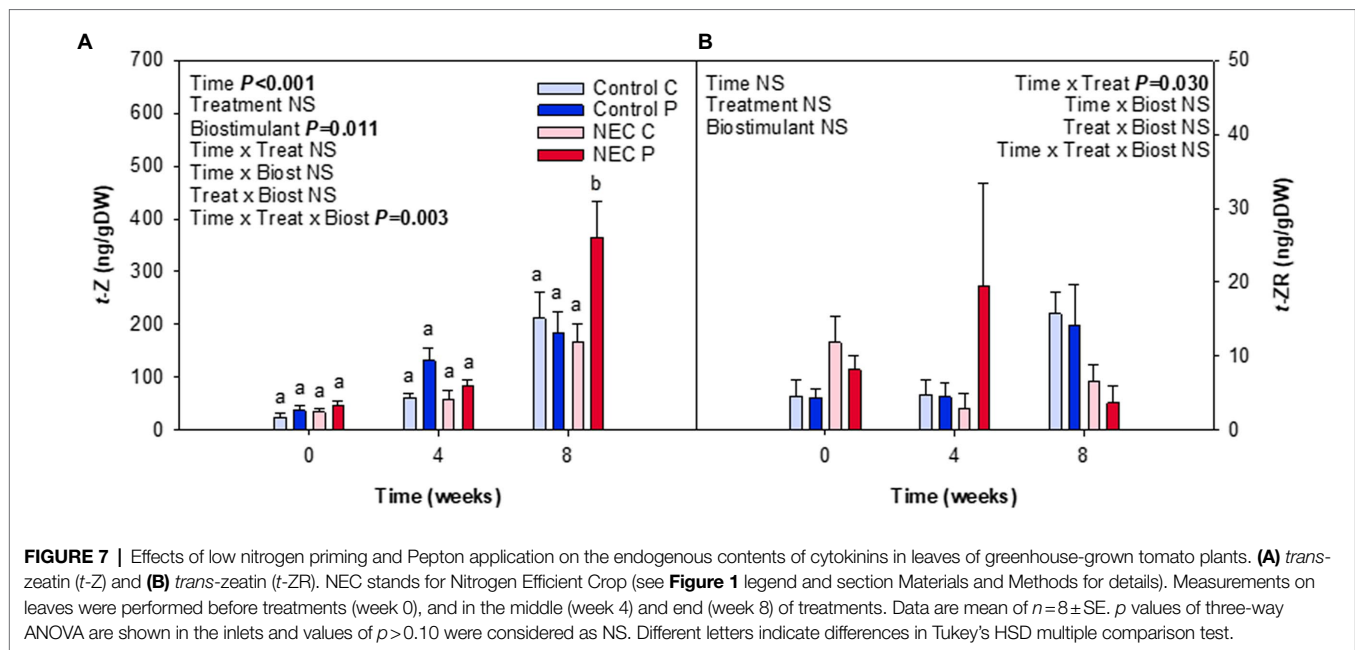 A
B
700
600
500
400
300
200
100
0
t-Z (ng/gDW)
Time P<0.001
Treatment NS
Biostimulant P=0.011
Time x Treat NS
Time x Biost NS
Treat x Biost NS
Time x Treat x Biost P=0.003
Control C
Control P
NEC C
NEC P
a a a a
a a a a
a a a b
0 4 8
Time (weeks)
Time NS
Treatment NS
Biostimulant NS
Time x Treat P=0.030
Time x Biost NS
Treat x Biost NS
Time x Treat x Biost NS
50
40
30
20
10
0
t-ZR (ng/gDW)
0 4 8
Time (weeks)
FIGURE 7 | Effects of low nitrogen priming and Pepton application on the endogenous contents of cytokinins in leaves of greenhouse-grown tomato plants. (A) trans-
zeatin (t-Z) and (B) trans-zeatin (t-ZR). NEC stands for Nitrogen Efficient Crop (see Figure 1 legend and section Materials and Methods for details). Measurements on
leaves were performed before treatments (week 0), and in the middle (week 4) and end (week 8) of treatments. Data are mean of n=8±SE. p values of three-way
ANOVA are shown in the inlets and values of p>0.10 were considered as NS. Different letters indicate differences in Tukey's HSD multiple comparison test.